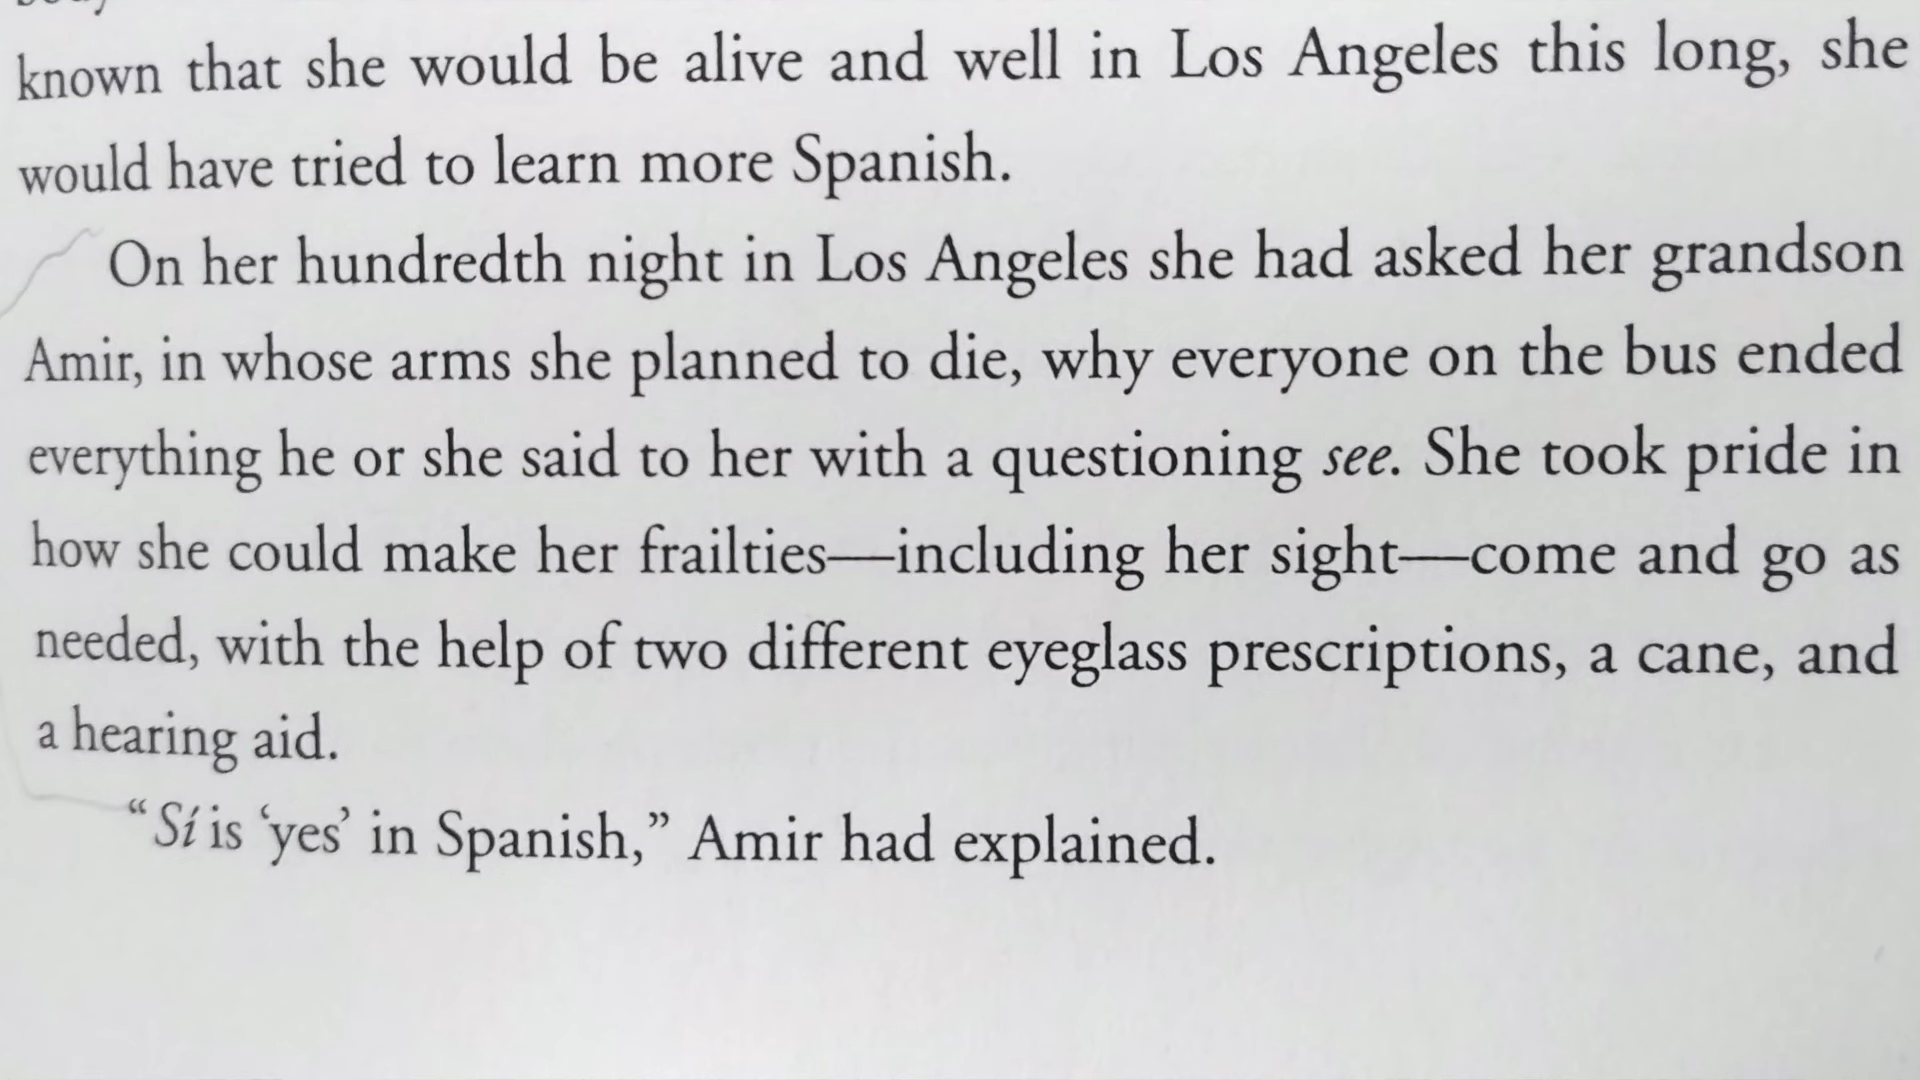 known that she would be alive and well in Los Angeles this long, she
would have tried to learn more Spanish.
On her hundredth night in Los Angeles she had asked her grandson
Amir, in whose arms she planned to die, why everyone on the bus ended
everything he or she said to her with a questioning see. She took pride in
how she could make her frailties—including her sight—come and go as
needed, with the help of two different eyeglass prescriptions, a cane, and
a hearing aid.
“Sí is ‘yes’ in Spanish,” Amir had explained.